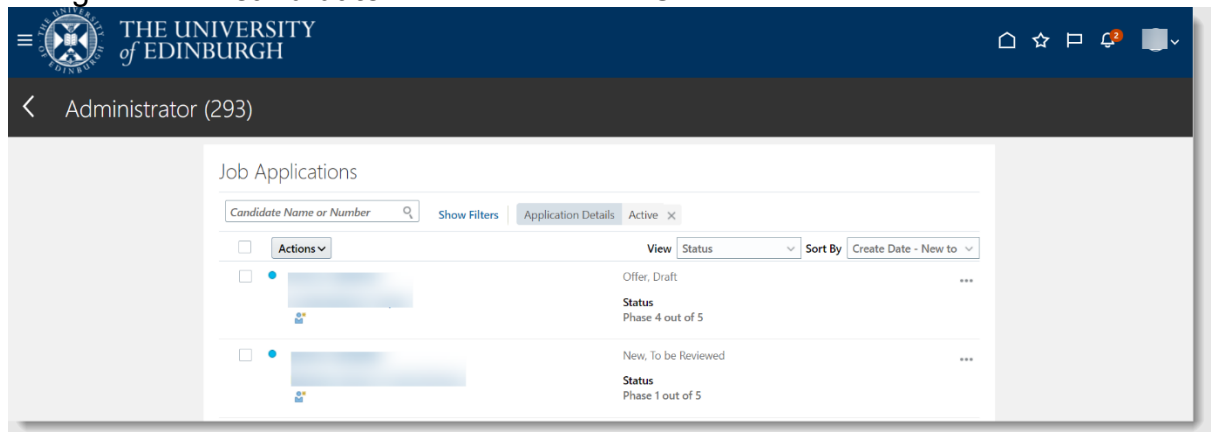 THE UNIVERSITY
of EDINBURGH
2
Administrator (293)
Job Applications
Candidate Name or Number Show Filters Application Details Active
Actions View Status Sort By Create Date - New to
Offer, Draft
Status
Phase 4 out of 5
New, To be Reviewed
Status
Phase 1 out of 5